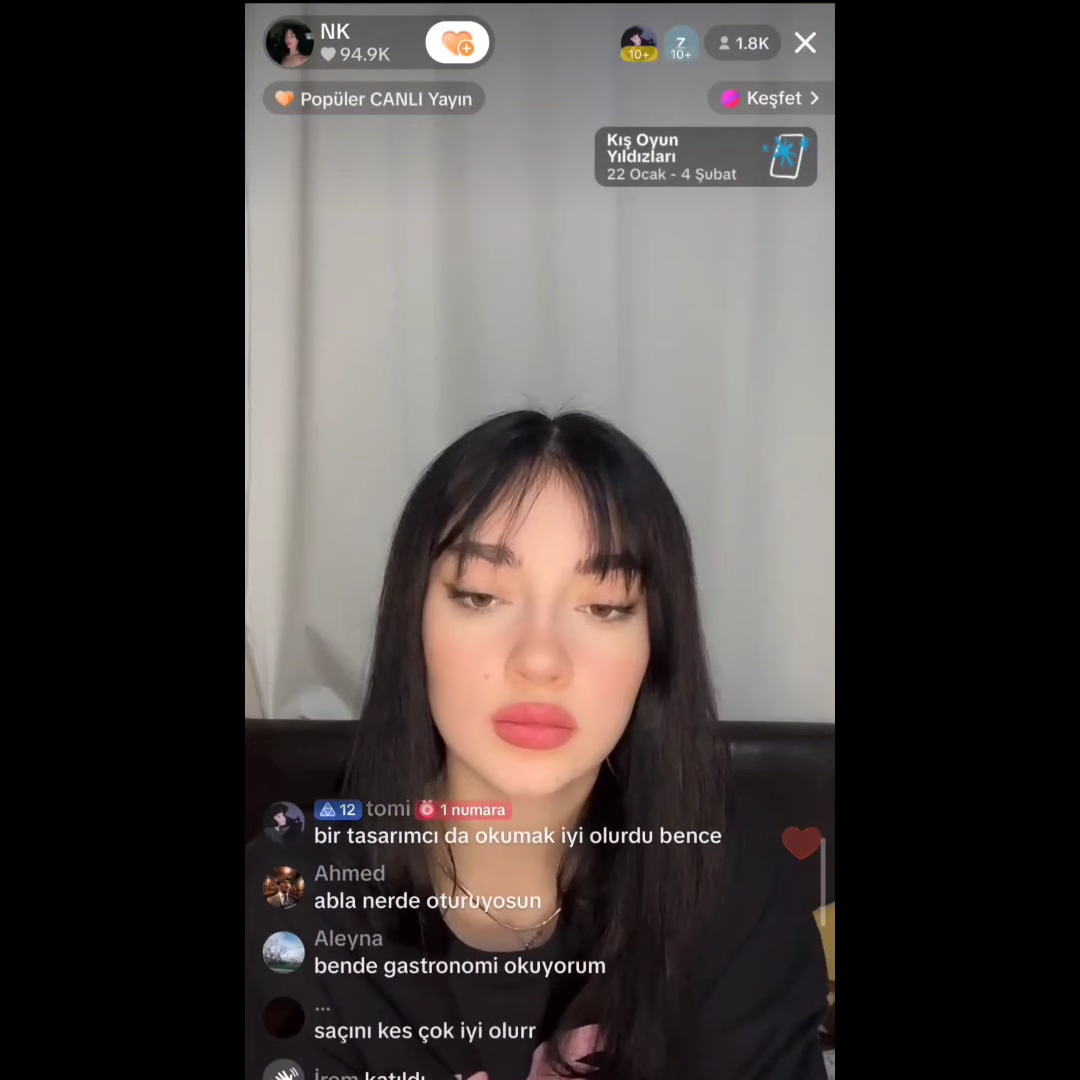 NK
94.9K
10+
Z
10+
1.8K
Popüler CANLI Yayın
Keşfet
Kış Oyun
Yıldızları
22 Ocak - 4 Şubat
12 tomi 1 numara
bir tasarımcı da okumak iyi olurdu bence
Ahmed
abla nerde oturuyosun
Aleyna
bende gastronomi okuyorum
...
saçını kes çok iyi olurr
İrem katıldı